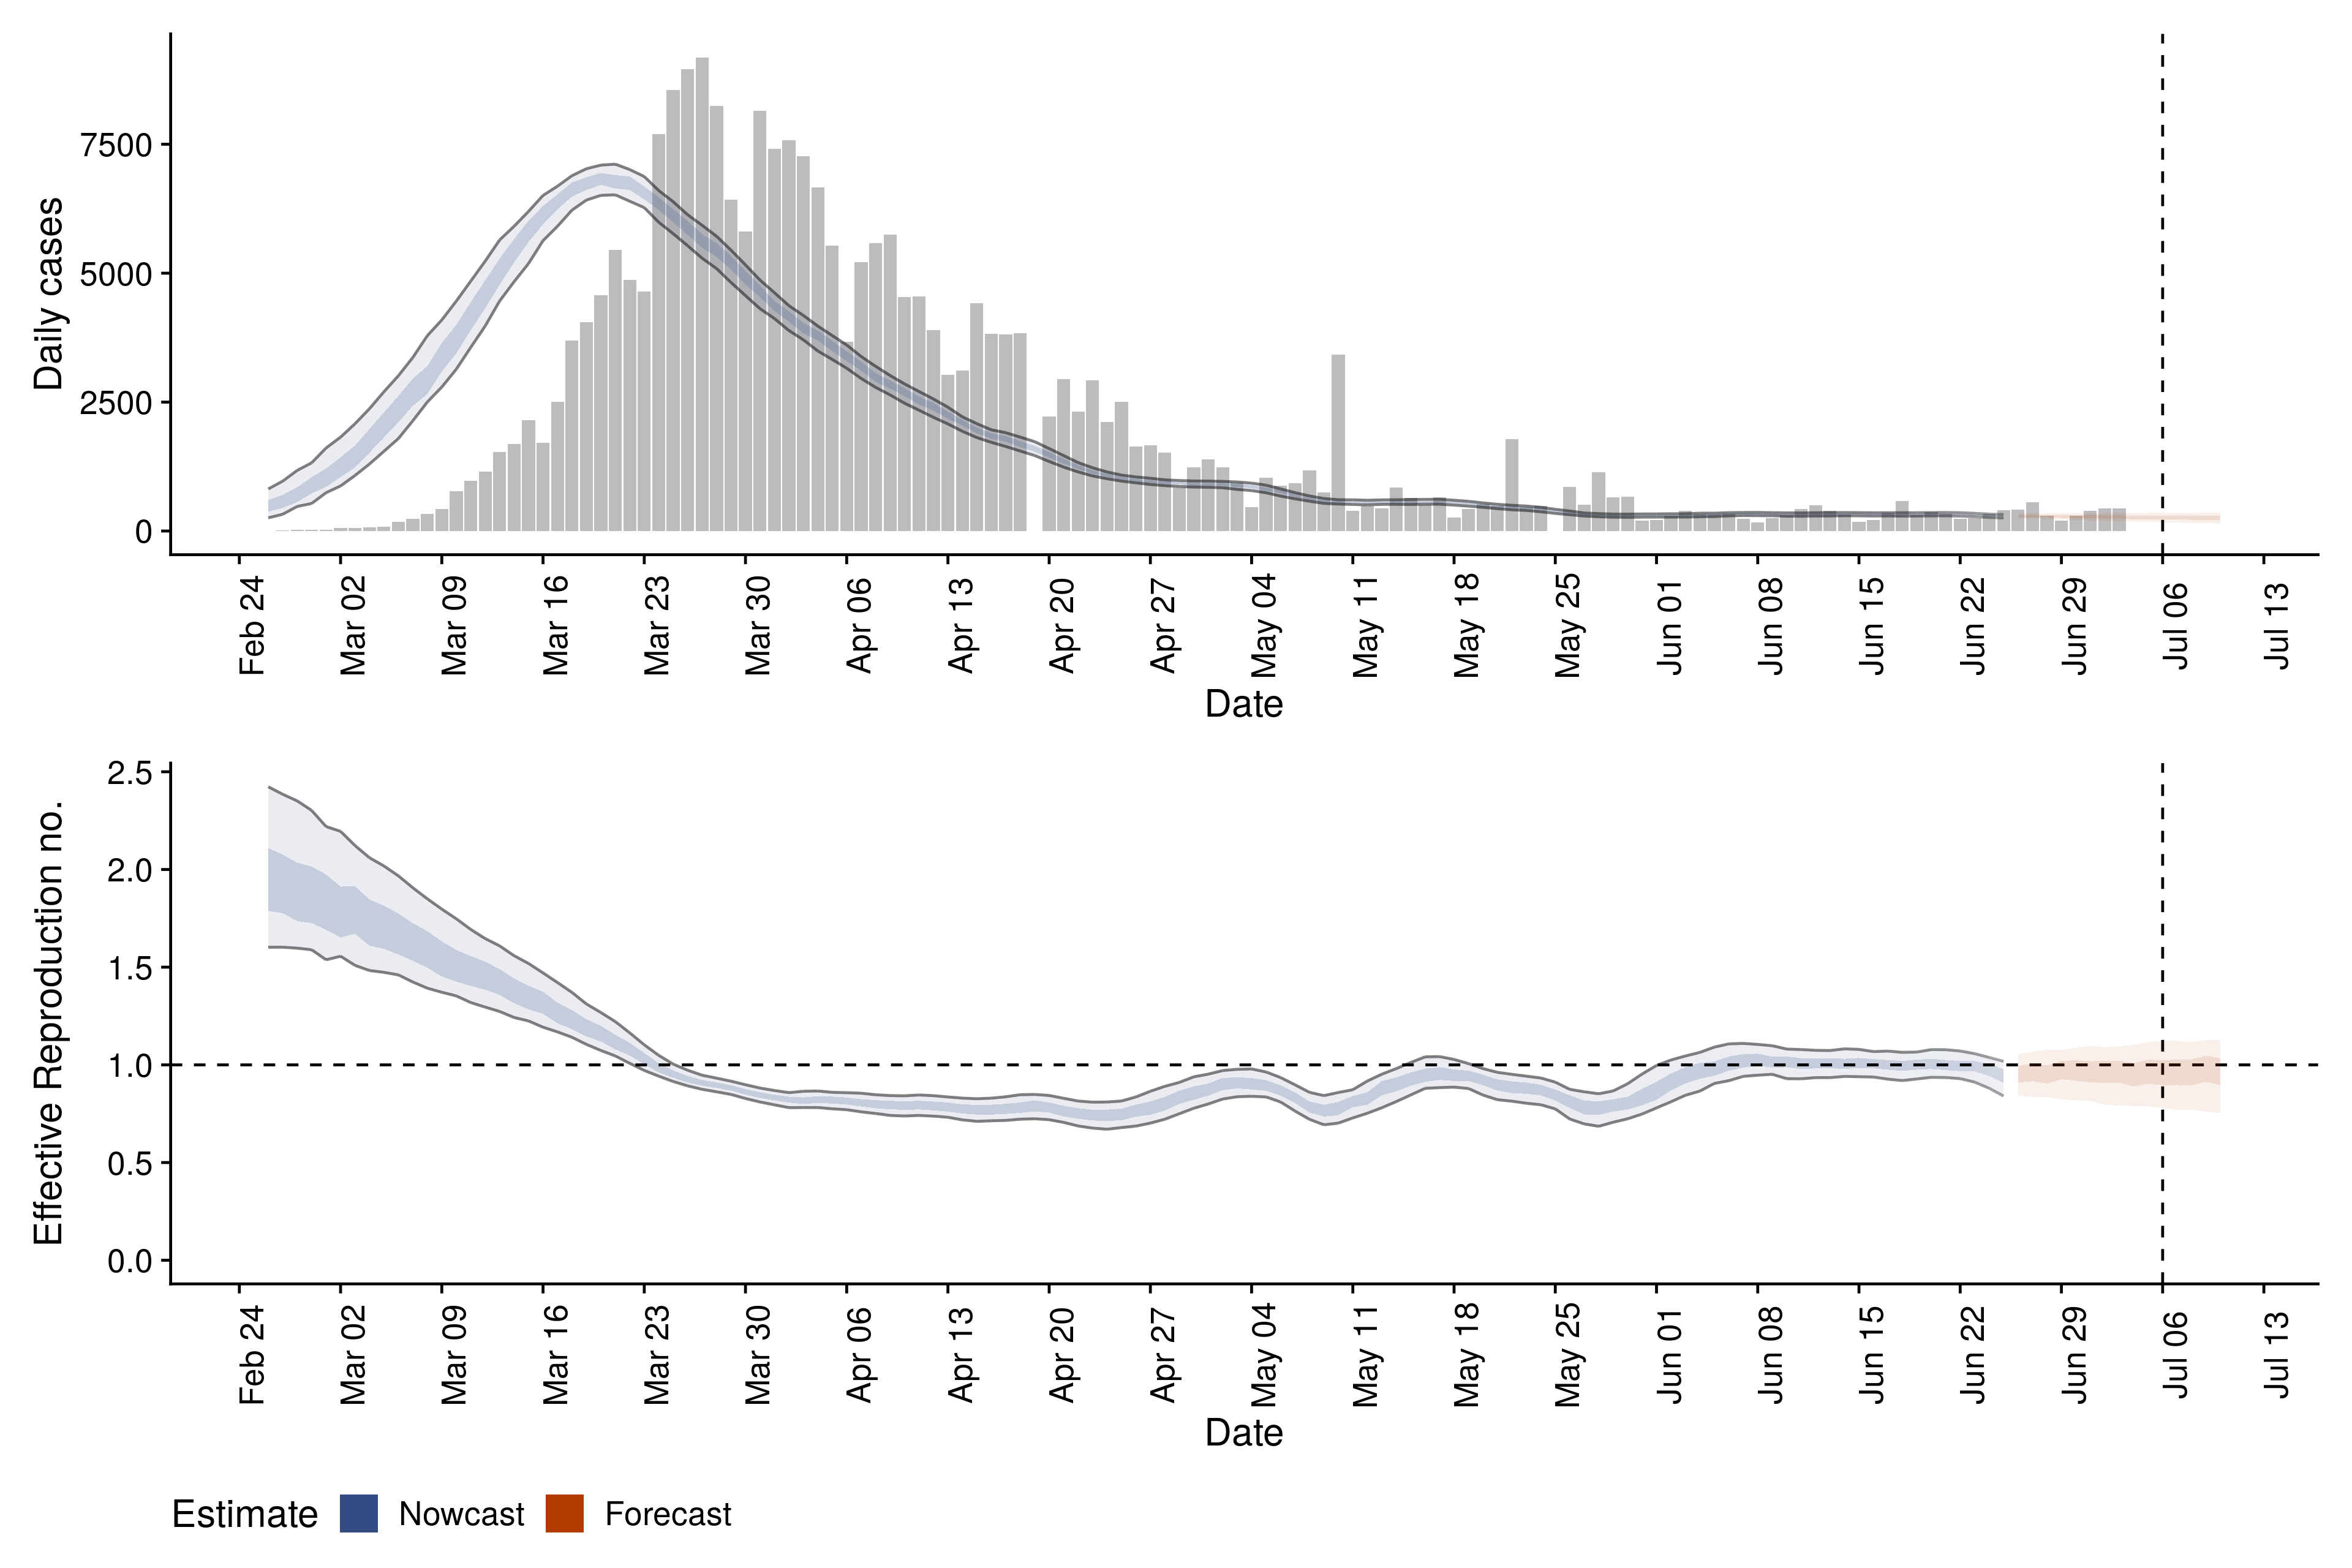 Daily cases
7500
5000
2500
0
Feb 24
Mar 02
Mar 09
Mar 16
Mar 23
Mar 30
Apr 06
Apr 13
Apr 20
Apr 27
May 04
May 11
May 18
May 25
Jun 01
Jun 08
Jun 15
Jun 22
Jun 29
Jul 06
Jul 13
Date
Effective Reproduction no.
2.5
2.0
1.5
1.0
0.5
0.0
Feb 24
Mar 02
Mar 09
Mar 16
Mar 23
Mar 30
Apr 06
Apr 13
Apr 20
Apr 27
May 04
May 11
May 18
May 25
Jun 01
Jun 08
Jun 15
Jun 22
Jun 29
Jul 06
Jul 13
Date
Estimate Nowcast Forecast